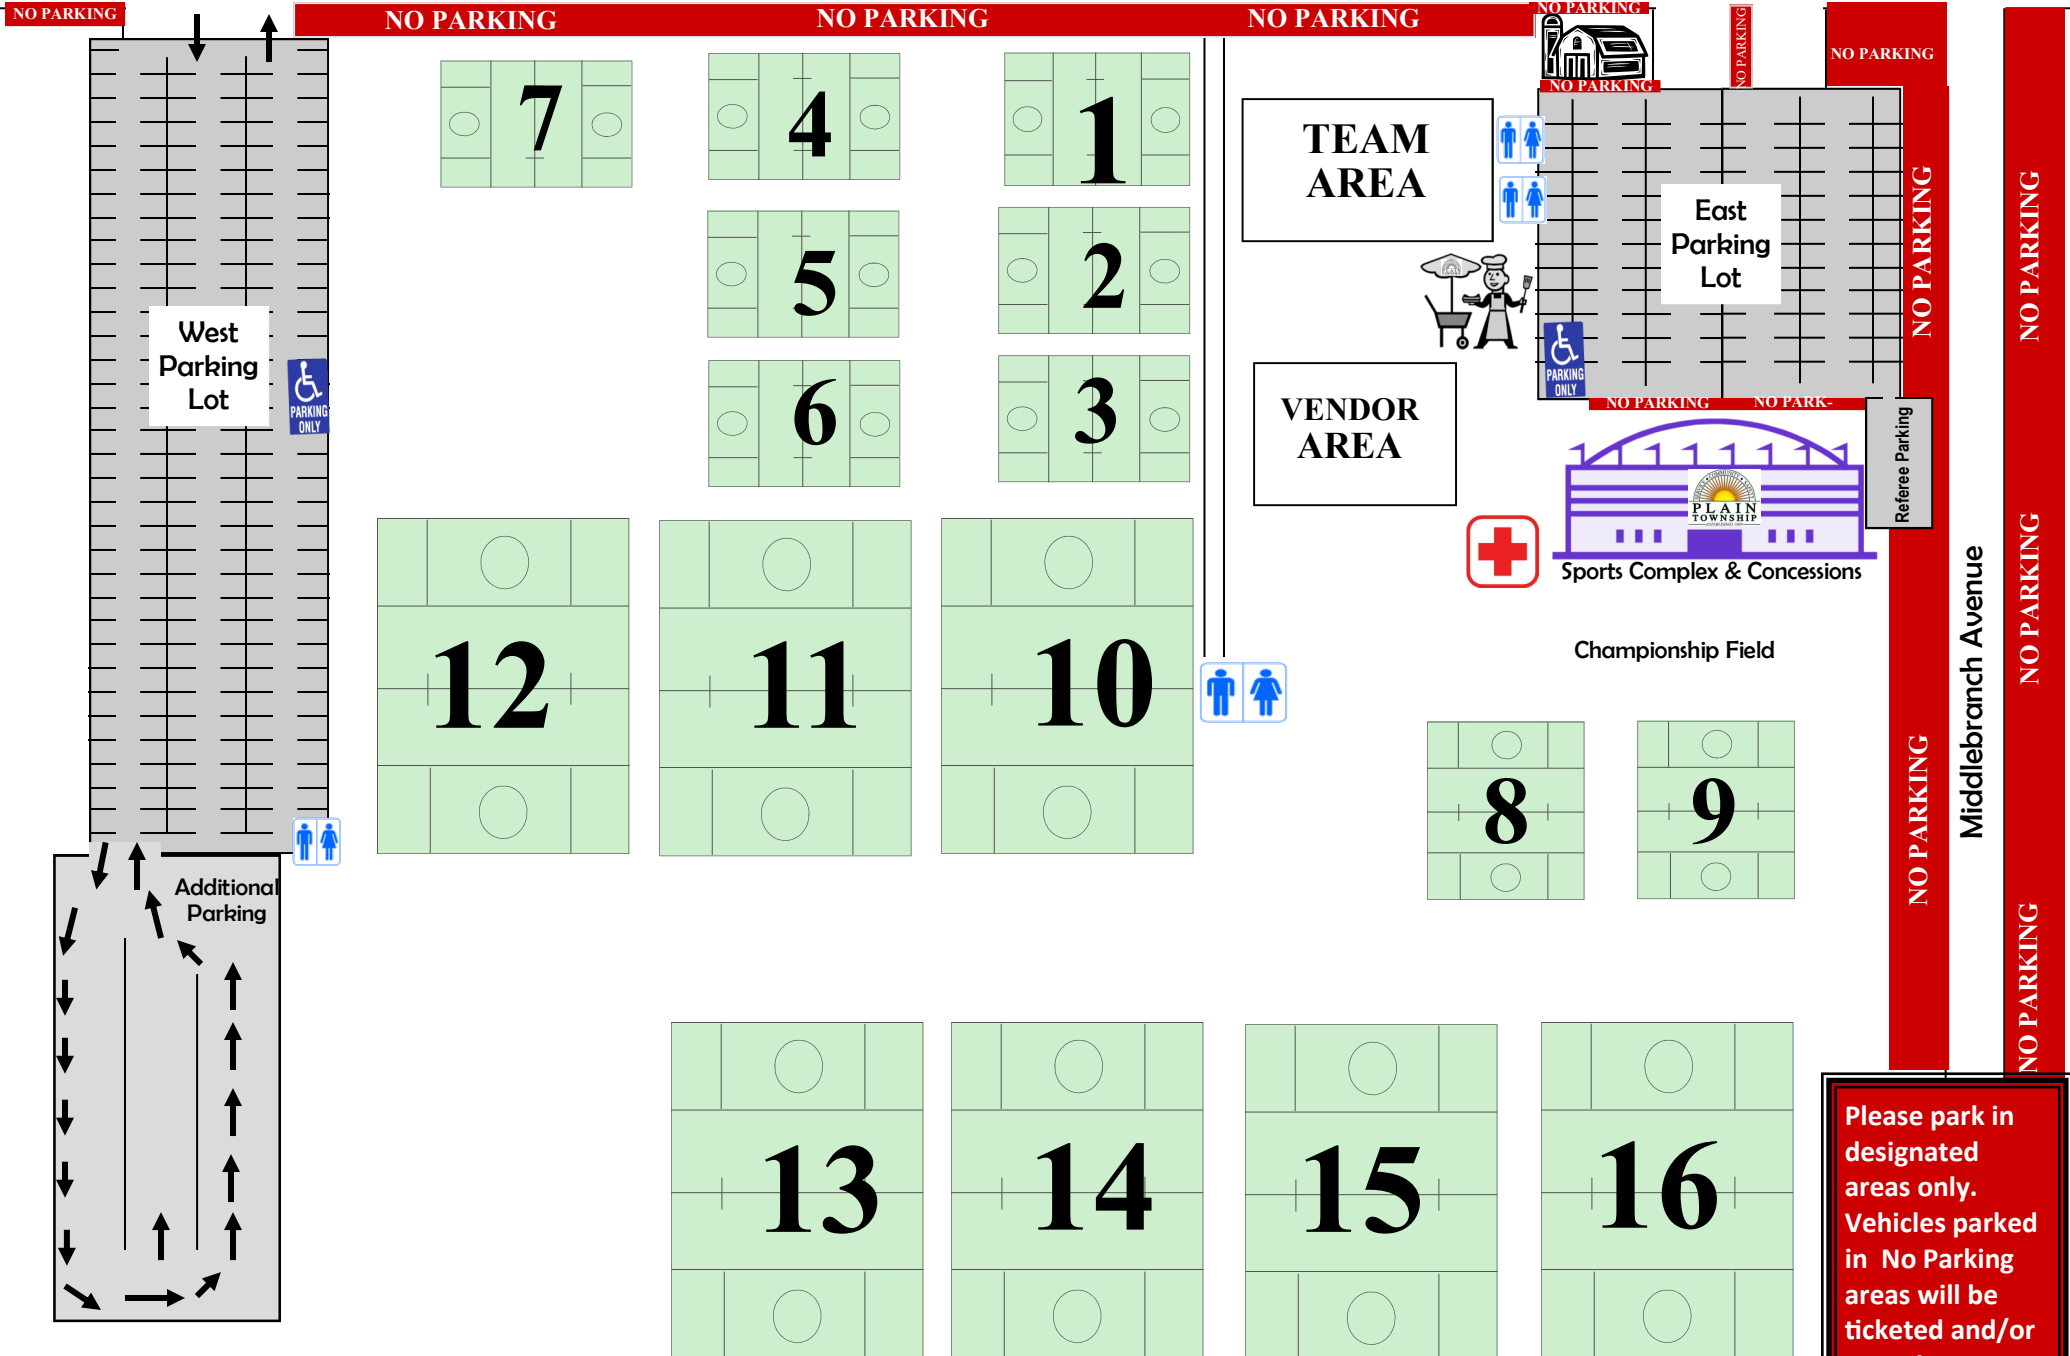 NO PARKING
NO PARKING
NO PARKING
NO PARKING
NO PARKING
NO PARKING
NO PARKING
NO PARKING
7
4
1
TEAM
AREA
East
Parking
Lot
NO PARKING
NO PARKING
5
2
West
Parking
Lot
PARKING
ONLY
6
3
VENDOR
AREA
PARKING
ONLY
NO PARKING
NO PARK-
Referee Parking
PLAIN
TOWNSHIP
Sports Complex & Concessions
NO PARKING
Middlebranch Avenue
Championship Field
12
11
10
8
9
NO PARKING
Additional
Parking
NO PARKING
13
14
15
16
Please park in
designated
areas only.
Vehicles parked
in No Parking
areas will be
ticketed and/or